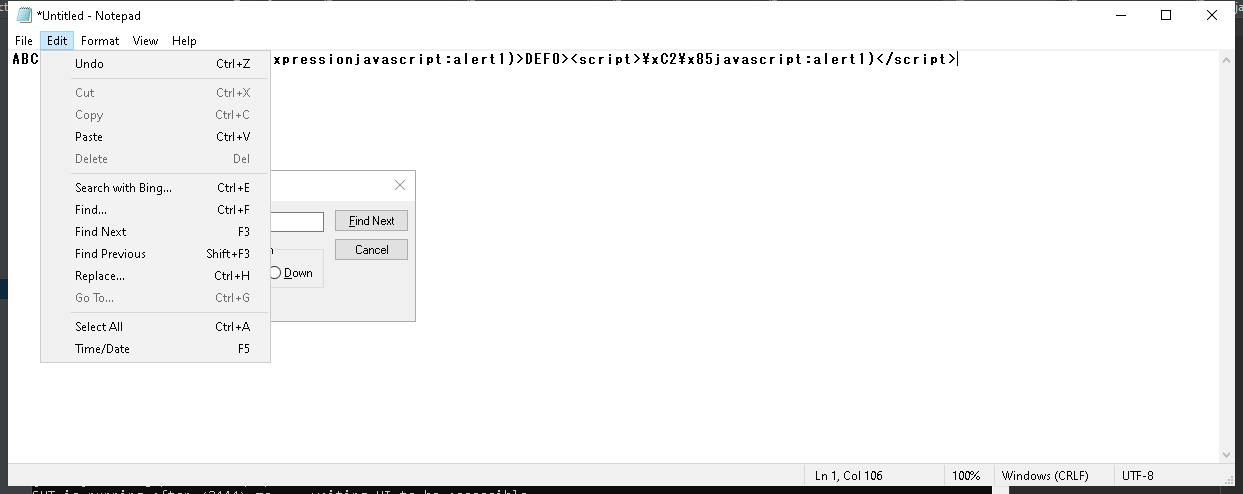 *Untitled - Notepad
File Edit Format View Help
ABC xpressionjavascript:alert1)>DEFO><script>¥xC2¥x85javascript:alert1)</script>
Undo Ctrl+Z
Cut Ctrl+X
Copy Ctrl+C
Paste Ctrl+V
Delete Del
Search with Bing... Ctrl+E
Find... Ctrl+F
Find Next F3
Find Previous Shift+F3
Replace... Ctrl+H
Go To... Ctrl+G
Select All Ctrl+A
Time/Date F5
Find Next
Cancel
Down
Ln 1, Col 106 100% Windows (CRLF) UTF-8